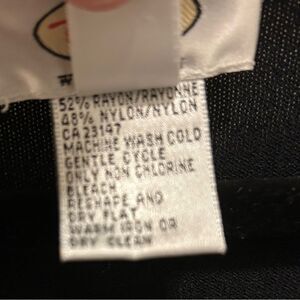 52% RAYON/RAYONNE
48% NYLON/NYLON
CA 23147
MACHINE WASH COLD
GENTLE CYCLE
ONLY NON CHLORINE
BLEACH
RESHAPE AND
DRY FLAT
WARM IRON OR
DRY CLEAN